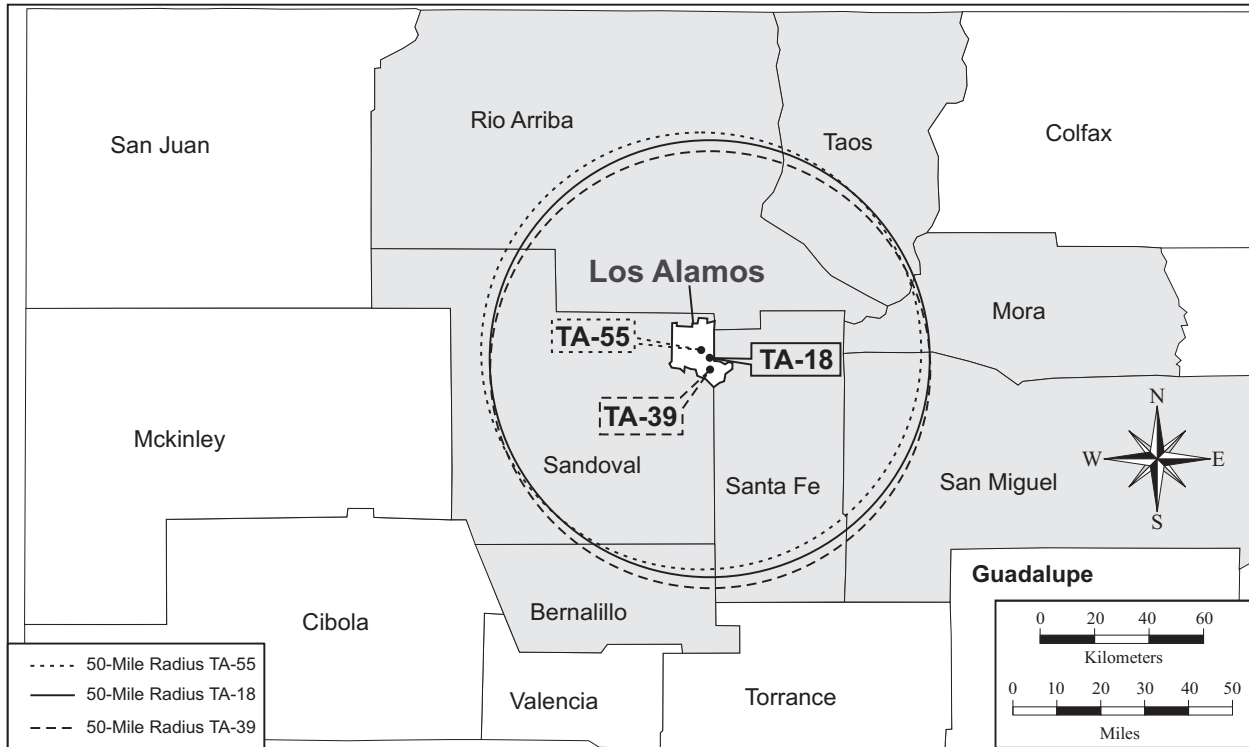 Rio Arriba
San Juan
Taos
Colfax
Los Alamos
Mora
TA-55
TA-18
TA-39
Mckinley
Sandoval
Santa Fe
San Miguel
N
W
E
S
Guadalupe
Bernalillo
Cibola
Valencia
Torrance
50-Mile Radius TA-55
50-Mile Radius TA-18
50-Mile Radius TA-39
0 20 40 60
Kilometers
0 10 20 30 40 50
Miles